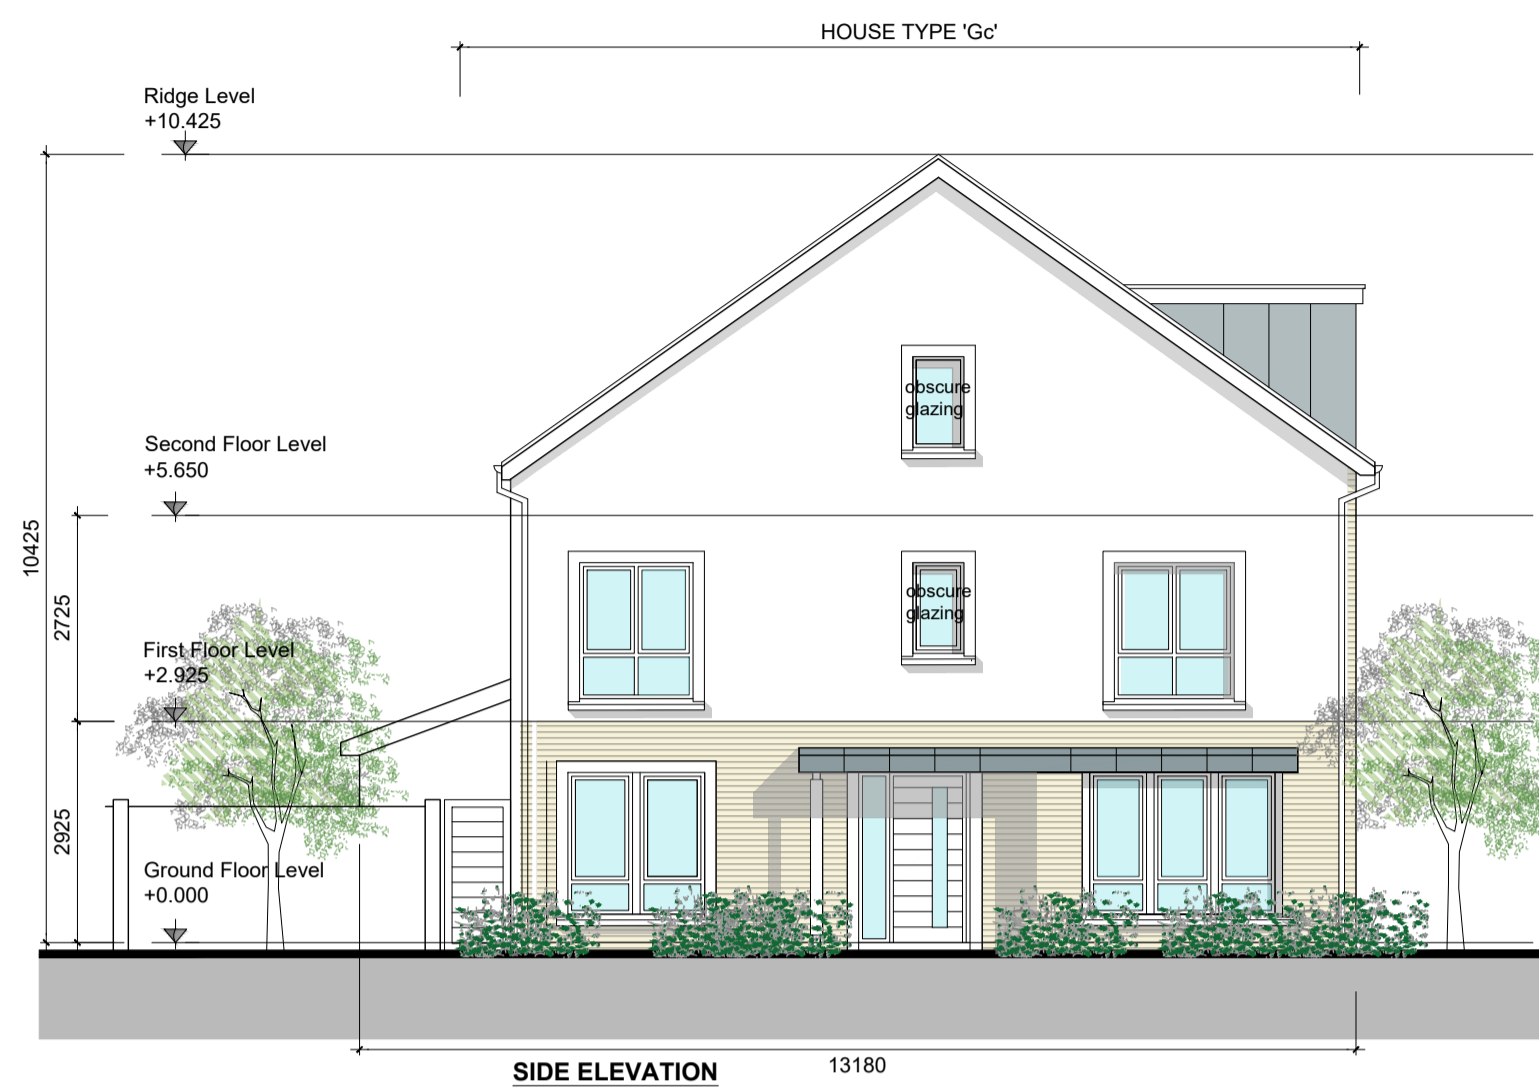 HOUSE TYPE 'Gc'
Ridge Level
+10.425
obscure
glazing
Second Floor Level
+5.650
10425
2725
obscure
glazing
First Floor Level
+2.925
2925
Ground Floor Level
+0.000
SIDE ELEVATION
13180